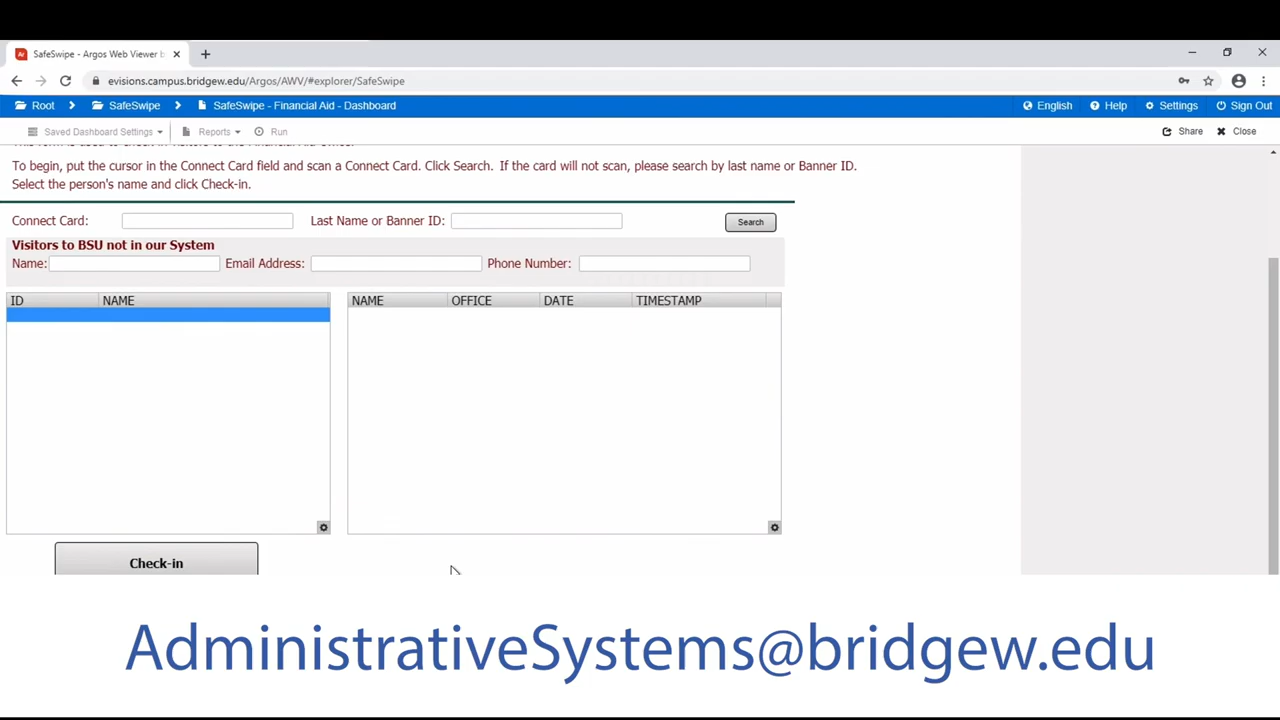 SafeSwipe - Argos Web Viewer b
evisions.campus.bridgew.edu/Argos/AWV/#explorer/SafeSwipe
Root SafeSwipe SafeSwipe - Financial Aid - Dashboard English Help Settings Sign Out
Saved Dashboard Settings Reports Run Share Close
To begin, put the cursor in the Connect Card field and scan a Connect Card. Click Search. If the card will not scan, please search by last name or Banner ID.
Select the person's name and click Check-in.
Connect Card: Last Name or Banner ID: Search
Visitors to BSU not in our System
Name: Email Address: Phone Number:
ID NAME NAME OFFICE DATE TIMESTAMP
Check-in
AdministrativeSystems@bridgew.edu